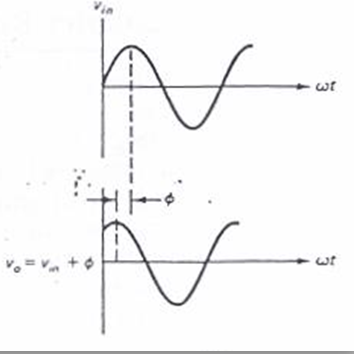 v_in
ωt
ϕ
v_o = v_in + ϕ
ωt